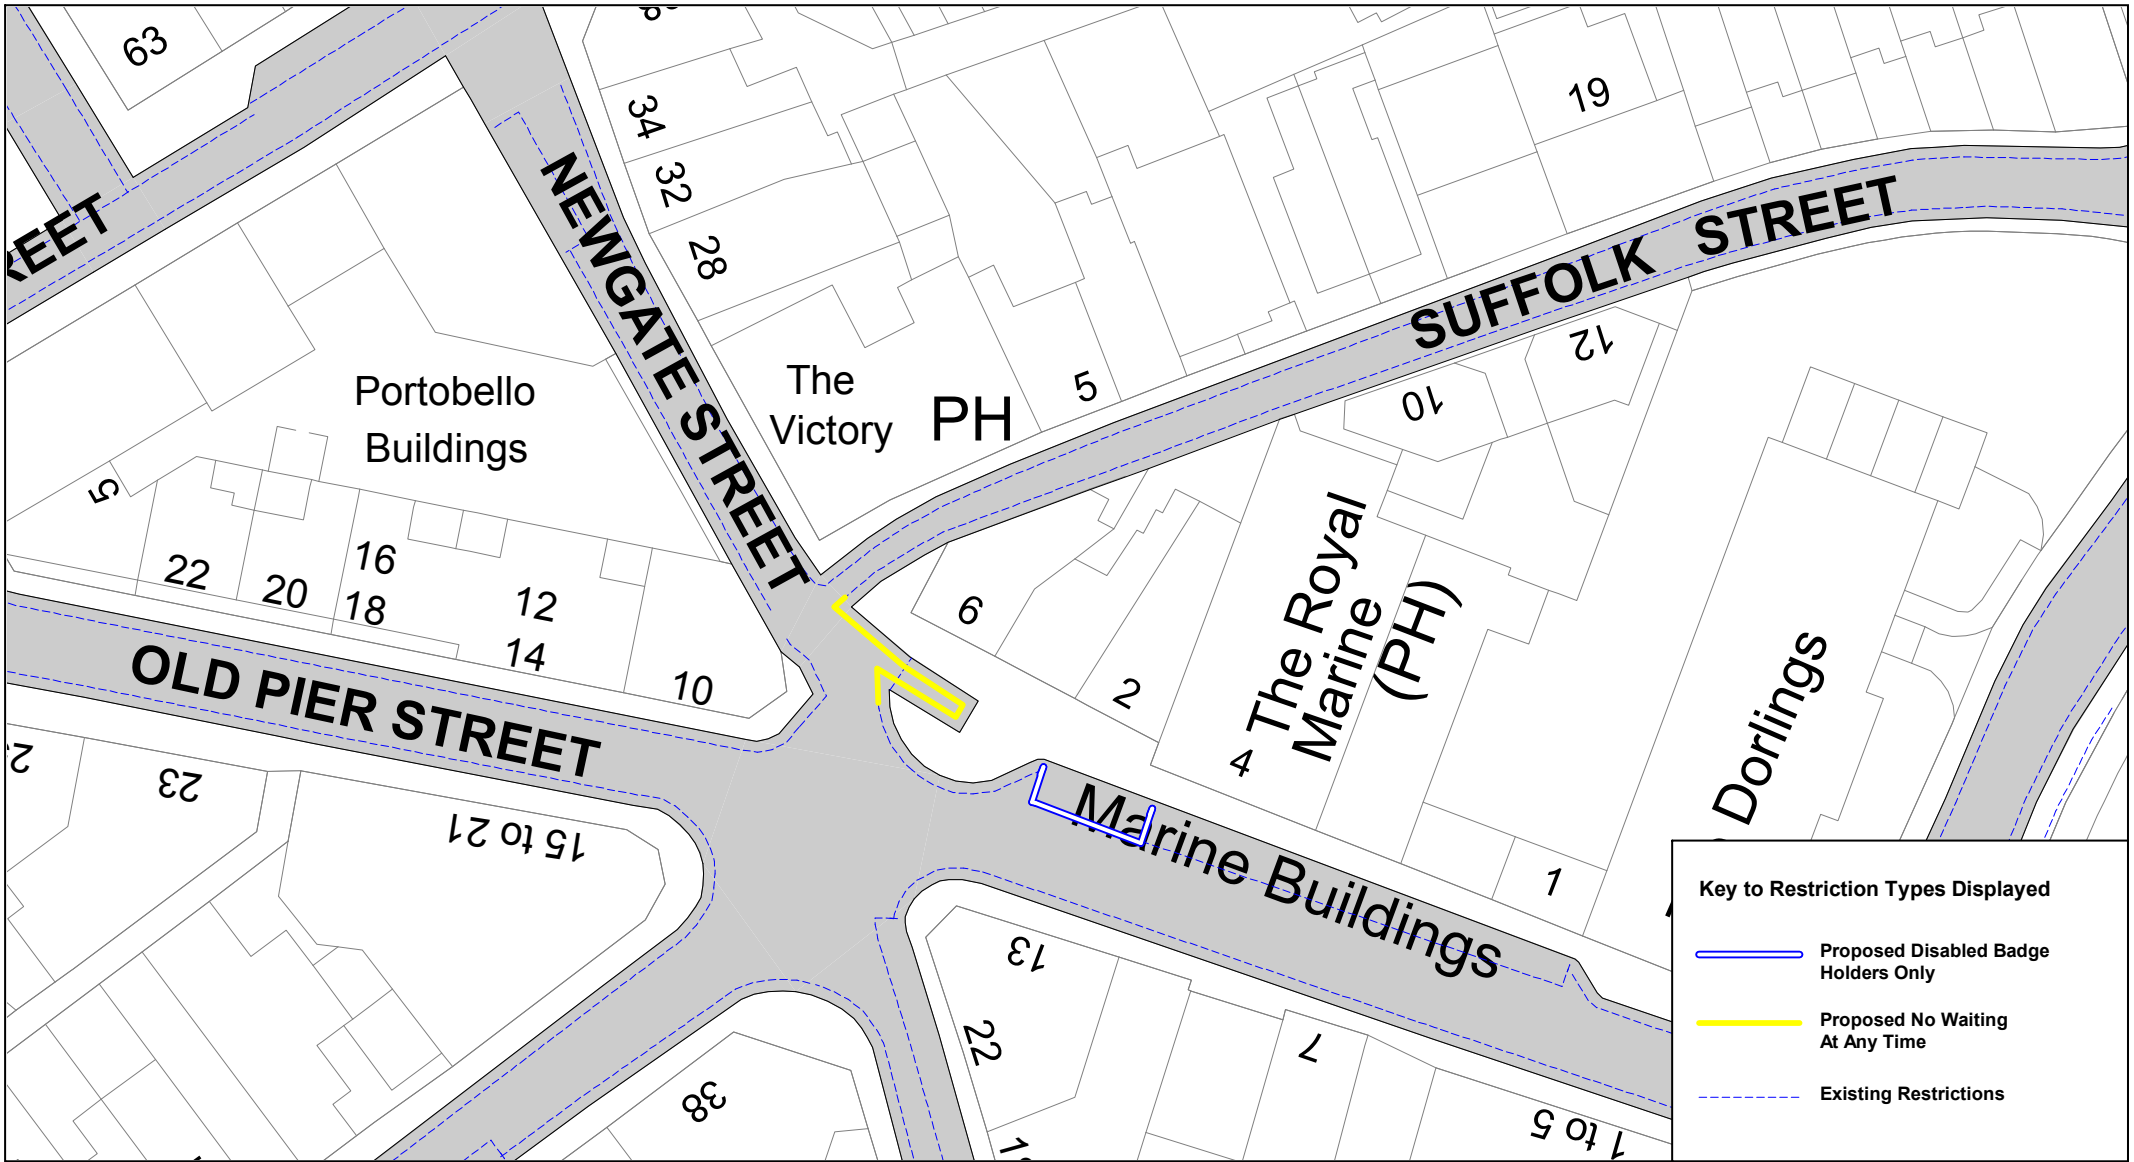 63
34
32
28
19
REET
NEWGATE STREET
SUFFOLK STREET
Portobello
Buildings
The
Victory
PH
5
12
10
5
22
20
16
18
12
14
10
6
2
4
The Royal
Marine
(PH)
Dorlings
1
OLD PIER STREET
23
15 to 21
Marine Buildings
13
22
7
38
1 to 5
Key to Restriction Types Displayed
Proposed Disabled Badge
Holders Only
Proposed No Waiting
At Any Time
Existing Restrictions